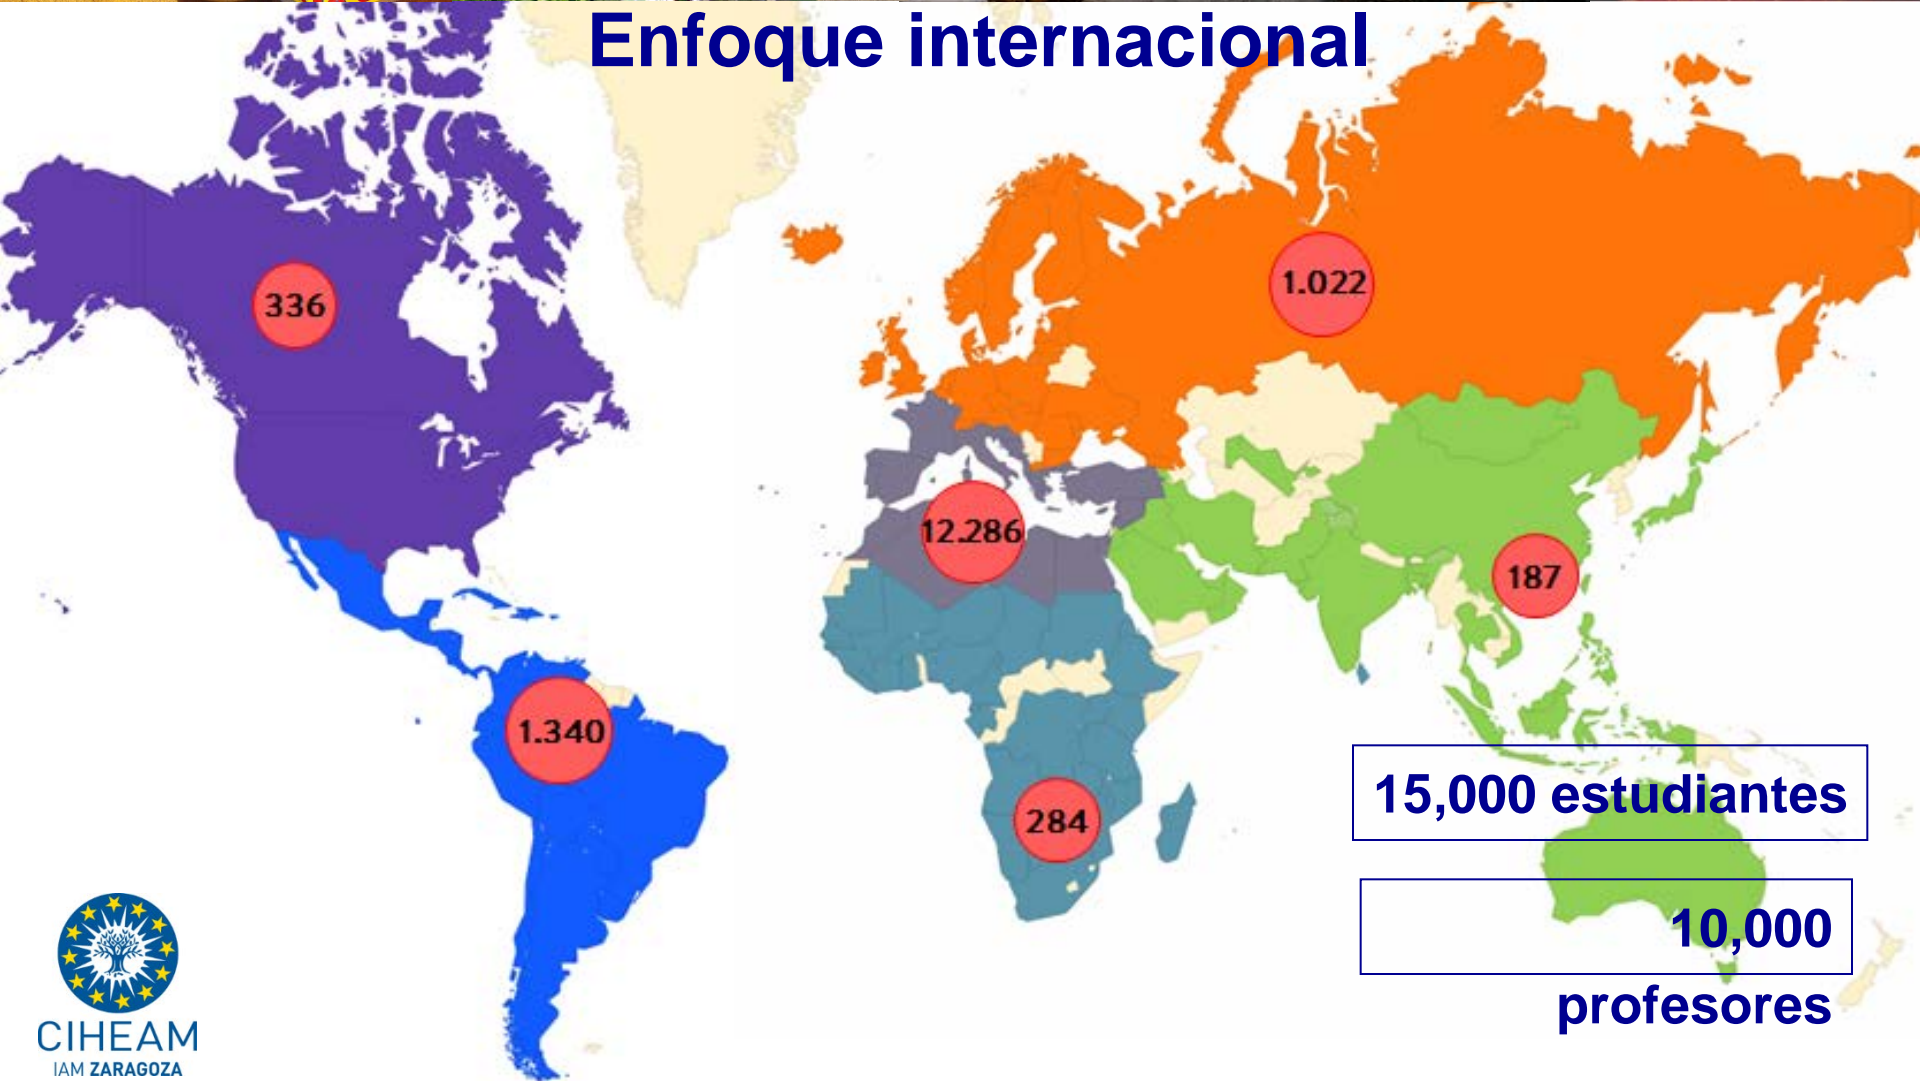 Enfoque internacional
336
1.022
12.286
187
1.340
284
15,000 estudiantes
10,000
profesores
CIHEAM
IAM ZARAGOZA